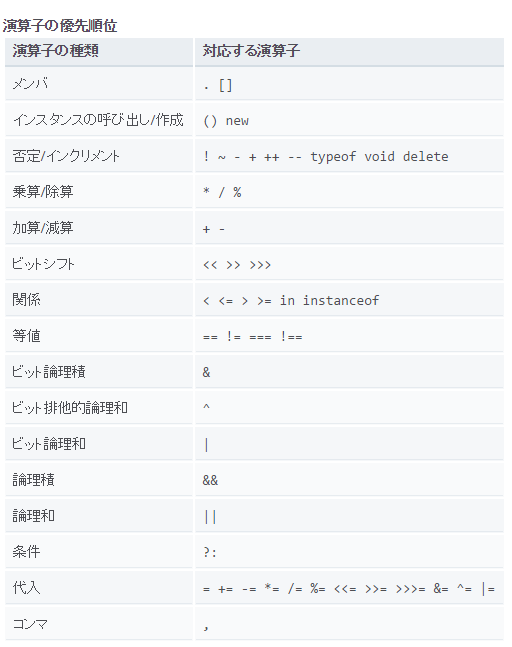 演算子の優先順位
演算子の種類 対応する演算子
メンバ . []
インスタンスの呼び出し/作成 () new
否定/インクリメント ! ~ - + ++ -- typeof void delete
乗算/除算 * / %
加算/減算 + -
ビットシフト << >> >>>
関係 < <= > >= in instanceof
等値 == != === !==
ビット論理積 &
ビット排他的論理和 ^
ビット論理和 |
論理積 &&
論理和 ||
条件 ?:
代入 = += -= *= /= %= <<= >>= >>>= &= ^= |=
コンマ ,